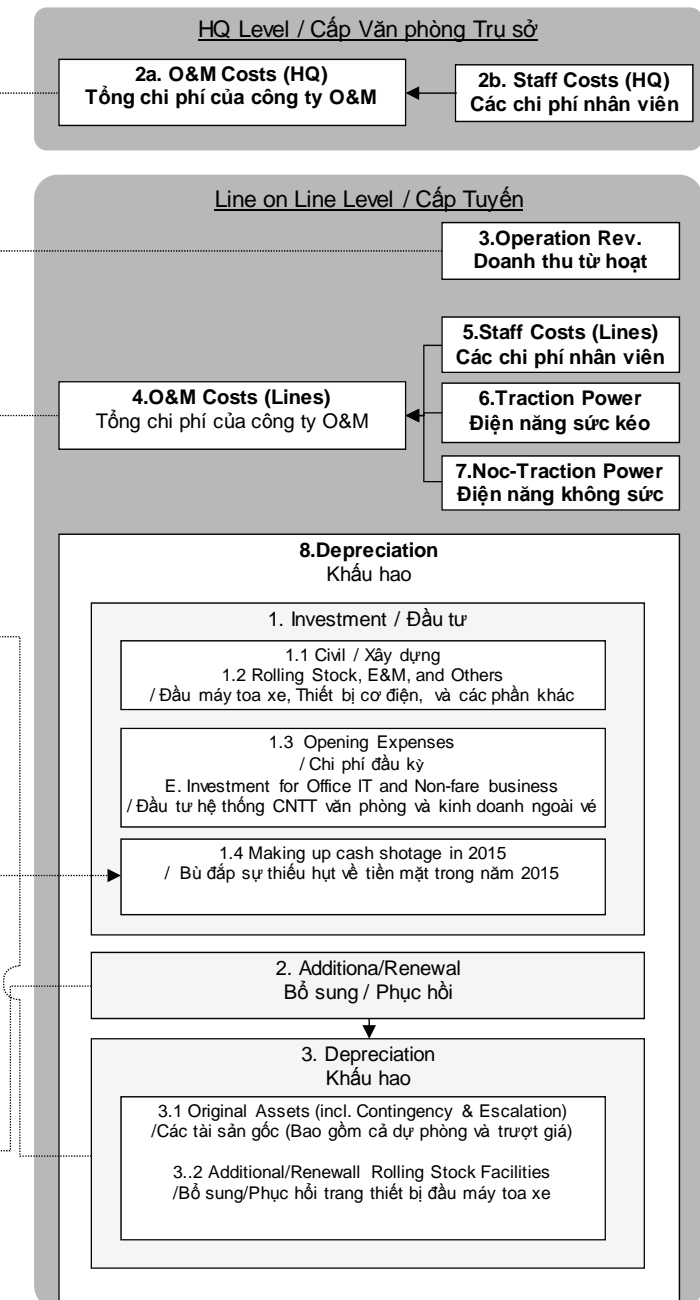 HQ Level / Cấp Văn phòng Trụ sở
2a. O&M Costs (HQ)
Tổng chi phí của công ty O&M
2b. Staff Costs (HQ)
Các chi phí nhân viên
Line on Line Level / Cấp Tuyến
3.Operation Rev.
Doanh thu từ hoạt
5.Staff Costs (Lines)
Các chi phí nhân viên
4.O&M Costs (Lines)
Tổng chi phí của công ty O&M
6.Traction Power
Điện năng sức kéo
7.Noc-Traction Power
Điện năng không sức
8.Depreciation
Khấu hao
1. Investment / Đầu tư
1.1 Civil / Xây dựng
1.2 Rolling Stock, E&M, and Others
/ Đầu máy toa xe, Thiết bị cơ điện, và các phần khác
1.3 Opening Expenses
/ Chi phí đầu kỳ
E. Investment for Office IT and Non-fare business
/ Đầu tư hệ thống CNTT văn phòng và kinh doanh ngoài vé
1.4 Making up cash shotage in 2015
/ Bù đắp sự thiếu hụt về tiền mặt trong năm 2015
2. Additiona/Renewal
Bổ sung / Phục hồi
3. Depreciation
Khấu hao
3.1 Original Assets (incl. Contingency & Escalation)
/Các tài sản gốc (Bao gồm cả dự phòng và trượt giá)
3..2 Additional/Renewall Rolling Stock Facilities
/Bổ sung/Phục hồi trang thiết bị đầu máy toa xe